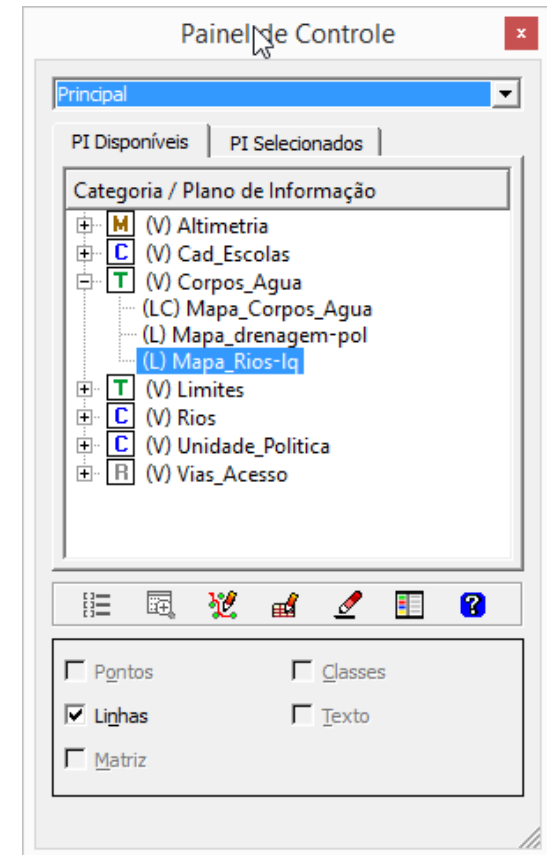 Painel de Controle
x
Principal
PI Disponíveis PI Selecionados
Categoria / Plano de Informação
M (V) Altimetria
C (V) Cad_Escolas
T (V) Corpos_Agua
(LC) Mapa_Corpos_Agua
(L) Mapa_drenagem-pol
(L) Mapa_Rios-lq
T (V) Limites
C (V) Rios
C (V) Unidade_Politica
R (V) Vias_Acesso
?
Pontos Classes
Linhas Texto
Matriz